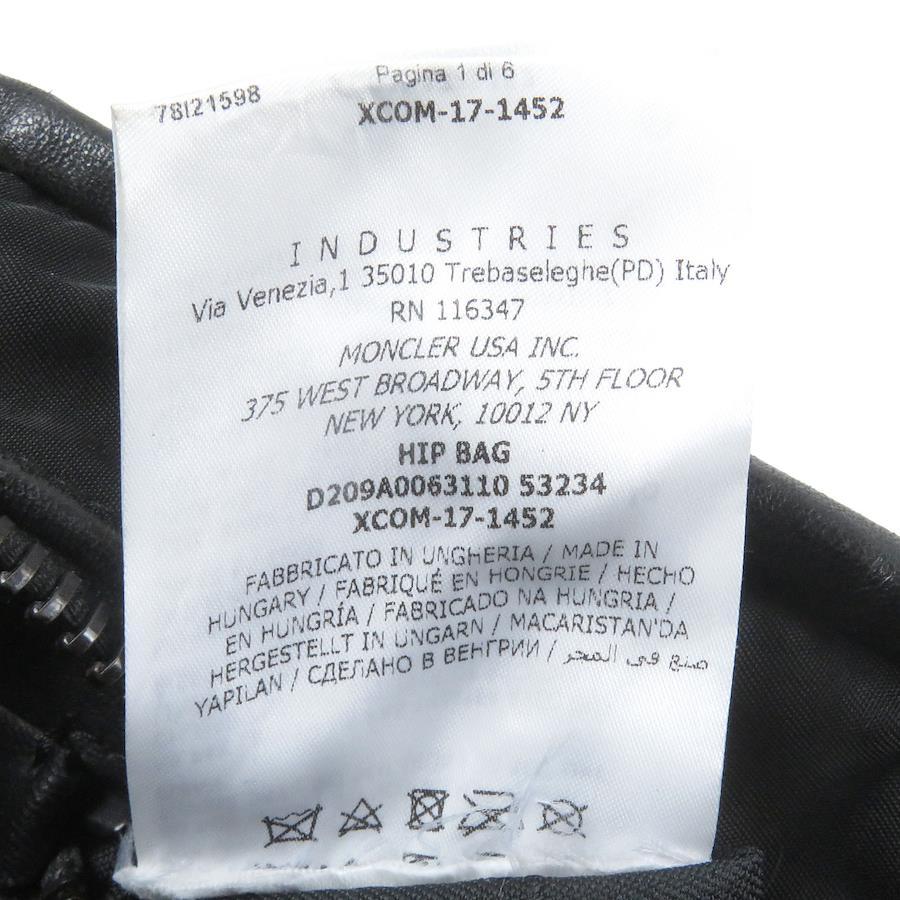 Pagina 1 di 6
78I21598
XCOM-17-1452
INDUSTRIES
Via Venezia,1 35010 Trebaseleghe(PD) Italy
RN 116347
MONCLER USA INC.
375 WEST BROADWAY, 5TH FLOOR
NEW YORK, 10012 NY
HIP BAG
D209A0063110 53234
XCOM-17-1452
FABBRICATO IN UNGHERIA / MADE IN
HUNGARY / FABRIQUÉ EN HONGRIE / HECHO
EN HUNGRÍA / FABRICADO NA HUNGRIA /
HERGESTELLT IN UNGARN / MACARISTAN'DA
YAPILAN / СДЕЛАНО В ВЕНГРИИ / صنع في المجر